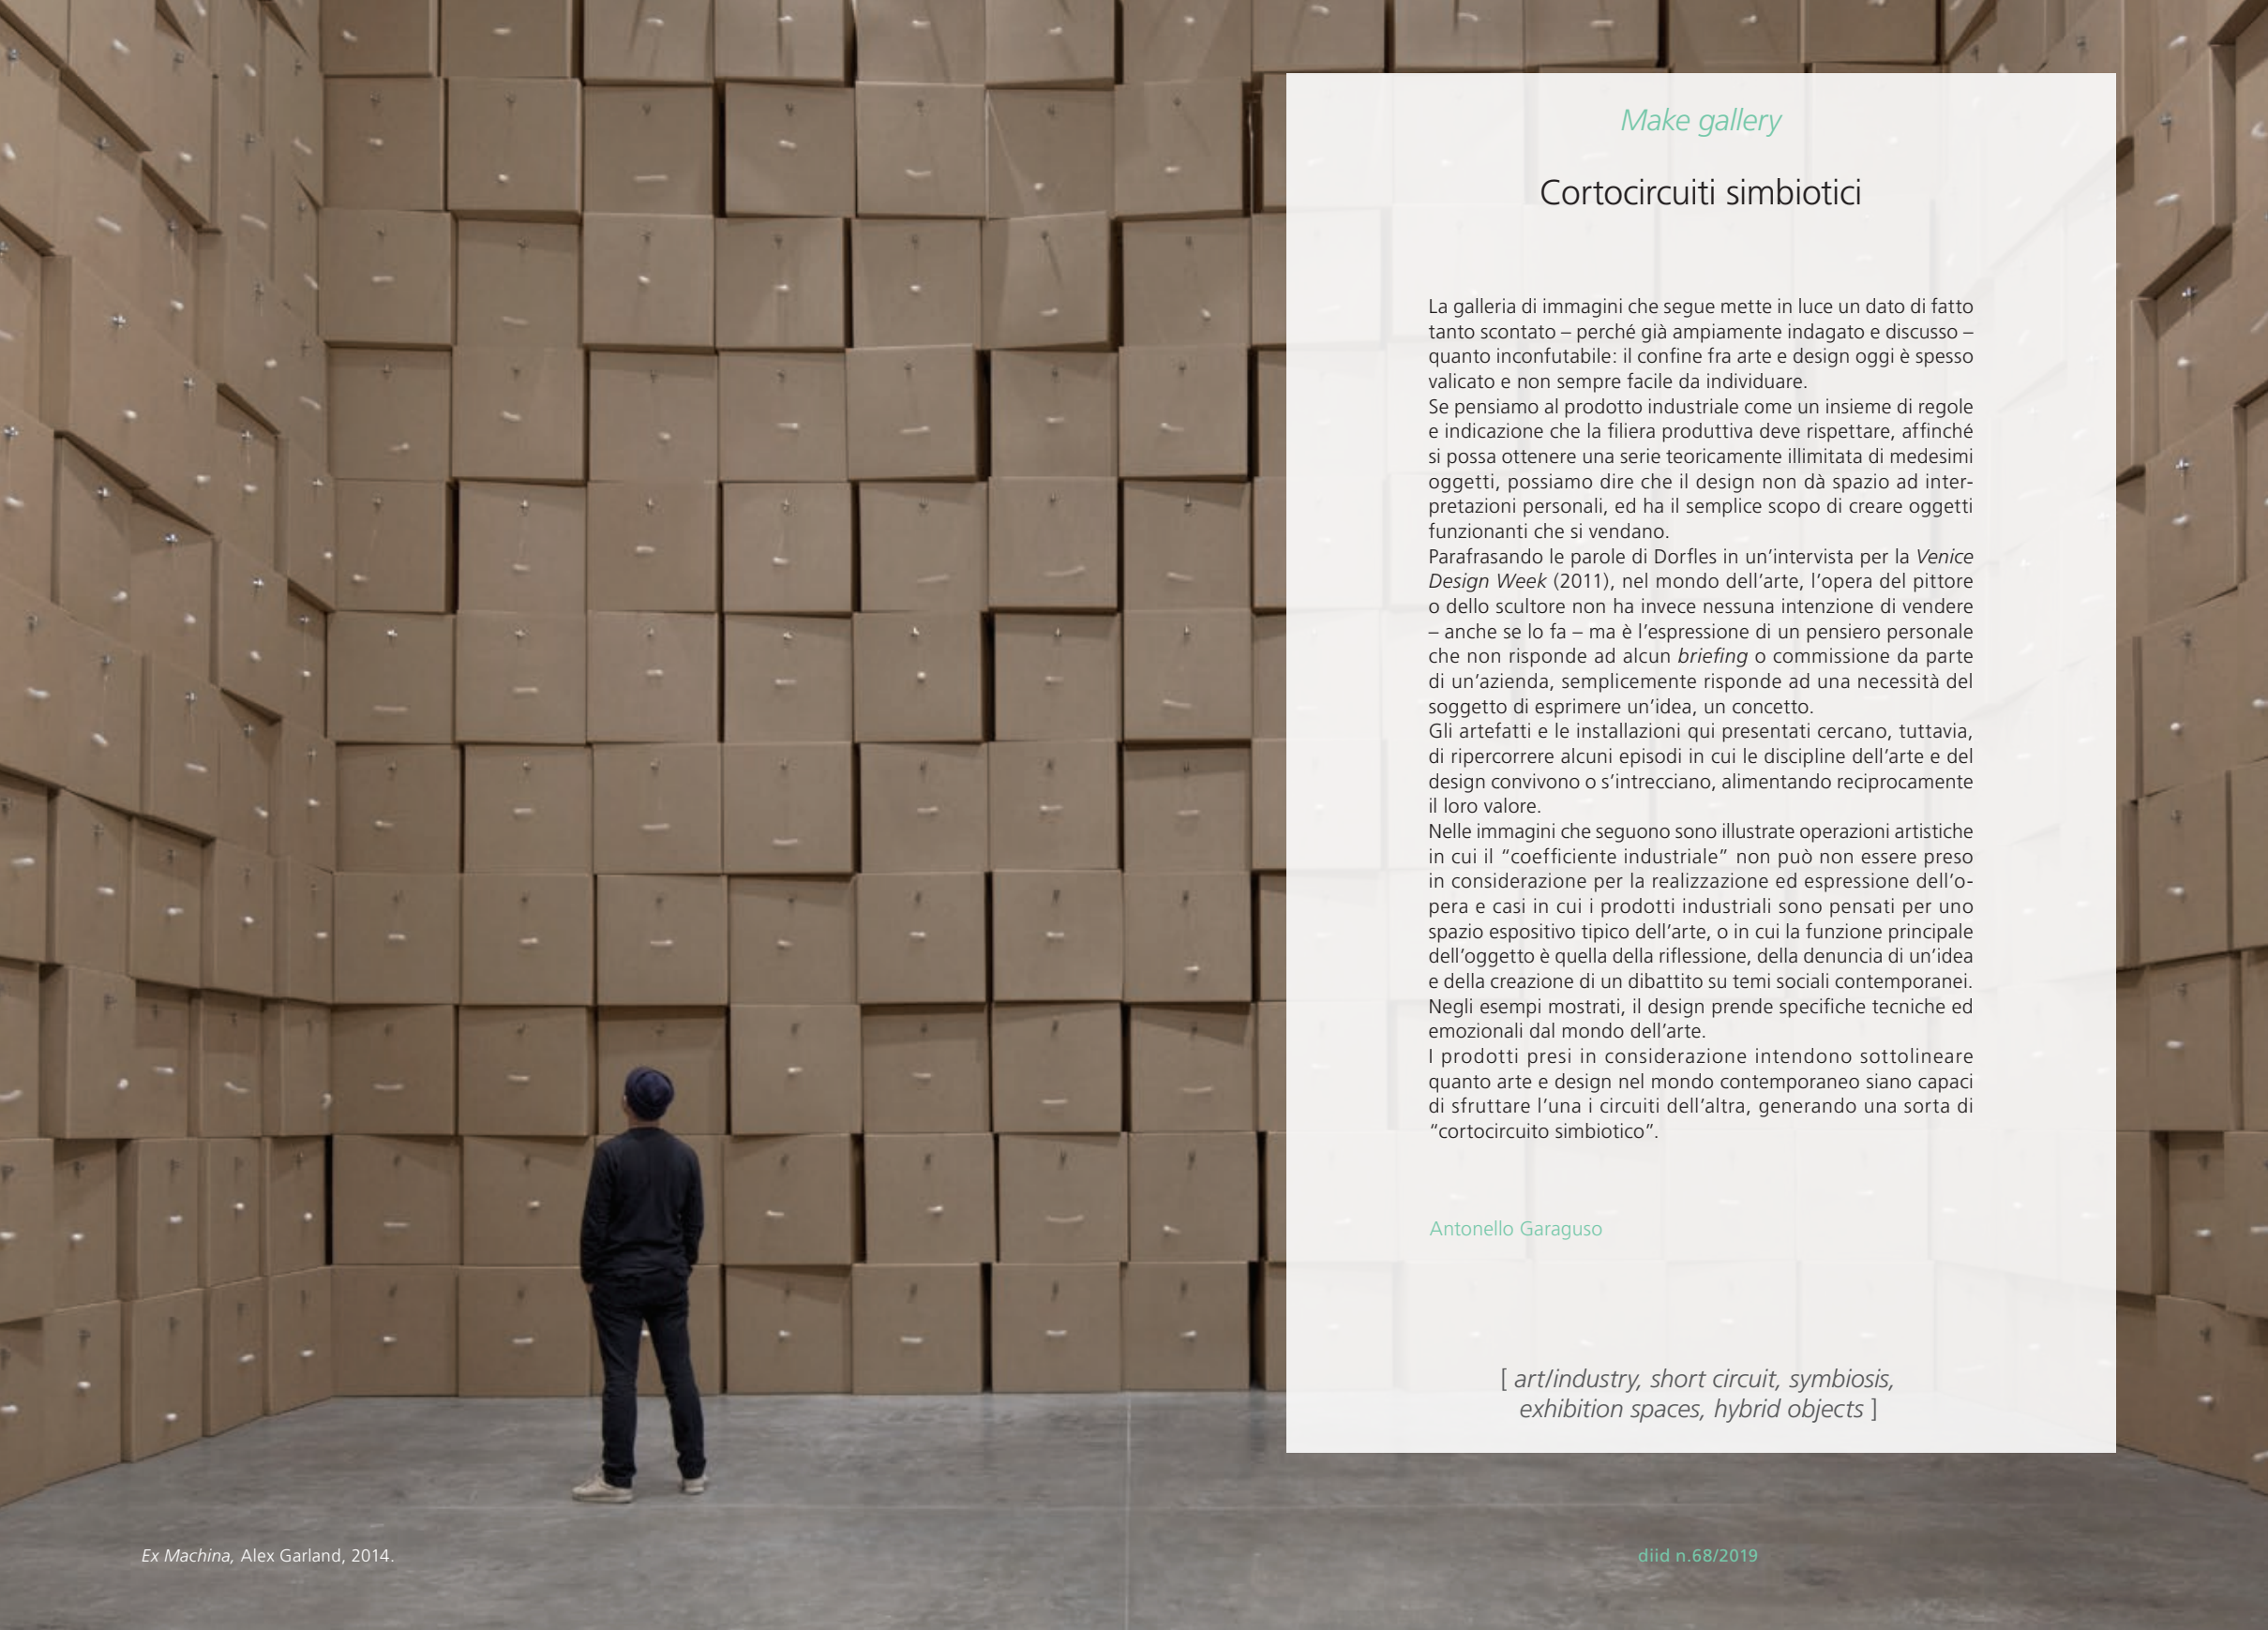 Make gallery
Cortocircuiti simbiotici
La galleria di immagini che segue mette in luce un dato di fatto
tanto scontato – perché già ampiamente indagato e discusso –
quanto inconfutabile: il confine fra arte e design oggi è spesso
valicato e non sempre facile da individuare.
Se pensiamo al prodotto industriale come un insieme di regole
e indicazione che la filiera produttiva deve rispettare, affinché
si possa ottenere una serie teoricamente illimitata di medesimi
oggetti, possiamo dire che il design non dà spazio ad inter-
pretazioni personali, ed ha il semplice scopo di creare oggetti
funzionanti che si vendano.
Parafrasando le parole di Dorfles in un’intervista per la Venice
Design Week (2011), nel mondo dell’arte, l’opera del pittore
o dello scultore non ha invece nessuna intenzione di vendere
– anche se lo fa – ma è l’espressione di un pensiero personale
che non risponde ad alcun briefing o commissione da parte
di un’azienda, semplicemente risponde ad una necessità del
soggetto di esprimere un’idea, un concetto.
Gli artefatti e le installazioni qui presentati cercano, tuttavia,
di ripercorrere alcuni episodi in cui le discipline dell’arte e del
design convivono o s’intrecciano, alimentando reciprocamente
il loro valore.
Nelle immagini che seguono sono illustrate operazioni artistiche
in cui il “coefficiente industriale” non può non essere preso
in considerazione per la realizzazione ed espressione dell’o-
pera e casi in cui i prodotti industriali sono pensati per uno
spazio espositivo tipico dell’arte, o in cui la funzione principale
dell’oggetto è quella della riflessione, della denuncia di un’idea
e della creazione di un dibattito su temi sociali contemporanei.
Negli esempi mostrati, il design prende specifiche tecniche ed
emozionali dal mondo dell’arte.
I prodotti presi in considerazione intendono sottolineare
quanto arte e design nel mondo contemporaneo siano capaci
di sfruttare l’una i circuiti dell’altra, generando una sorta di
“cortocircuito simbiotico”.
Antonello Garaguso
[ art/industry, short circuit, symbiosis,
exhibition spaces, hybrid objects ]
Ex Machina, Alex Garland, 2014.
diid n.68/2019